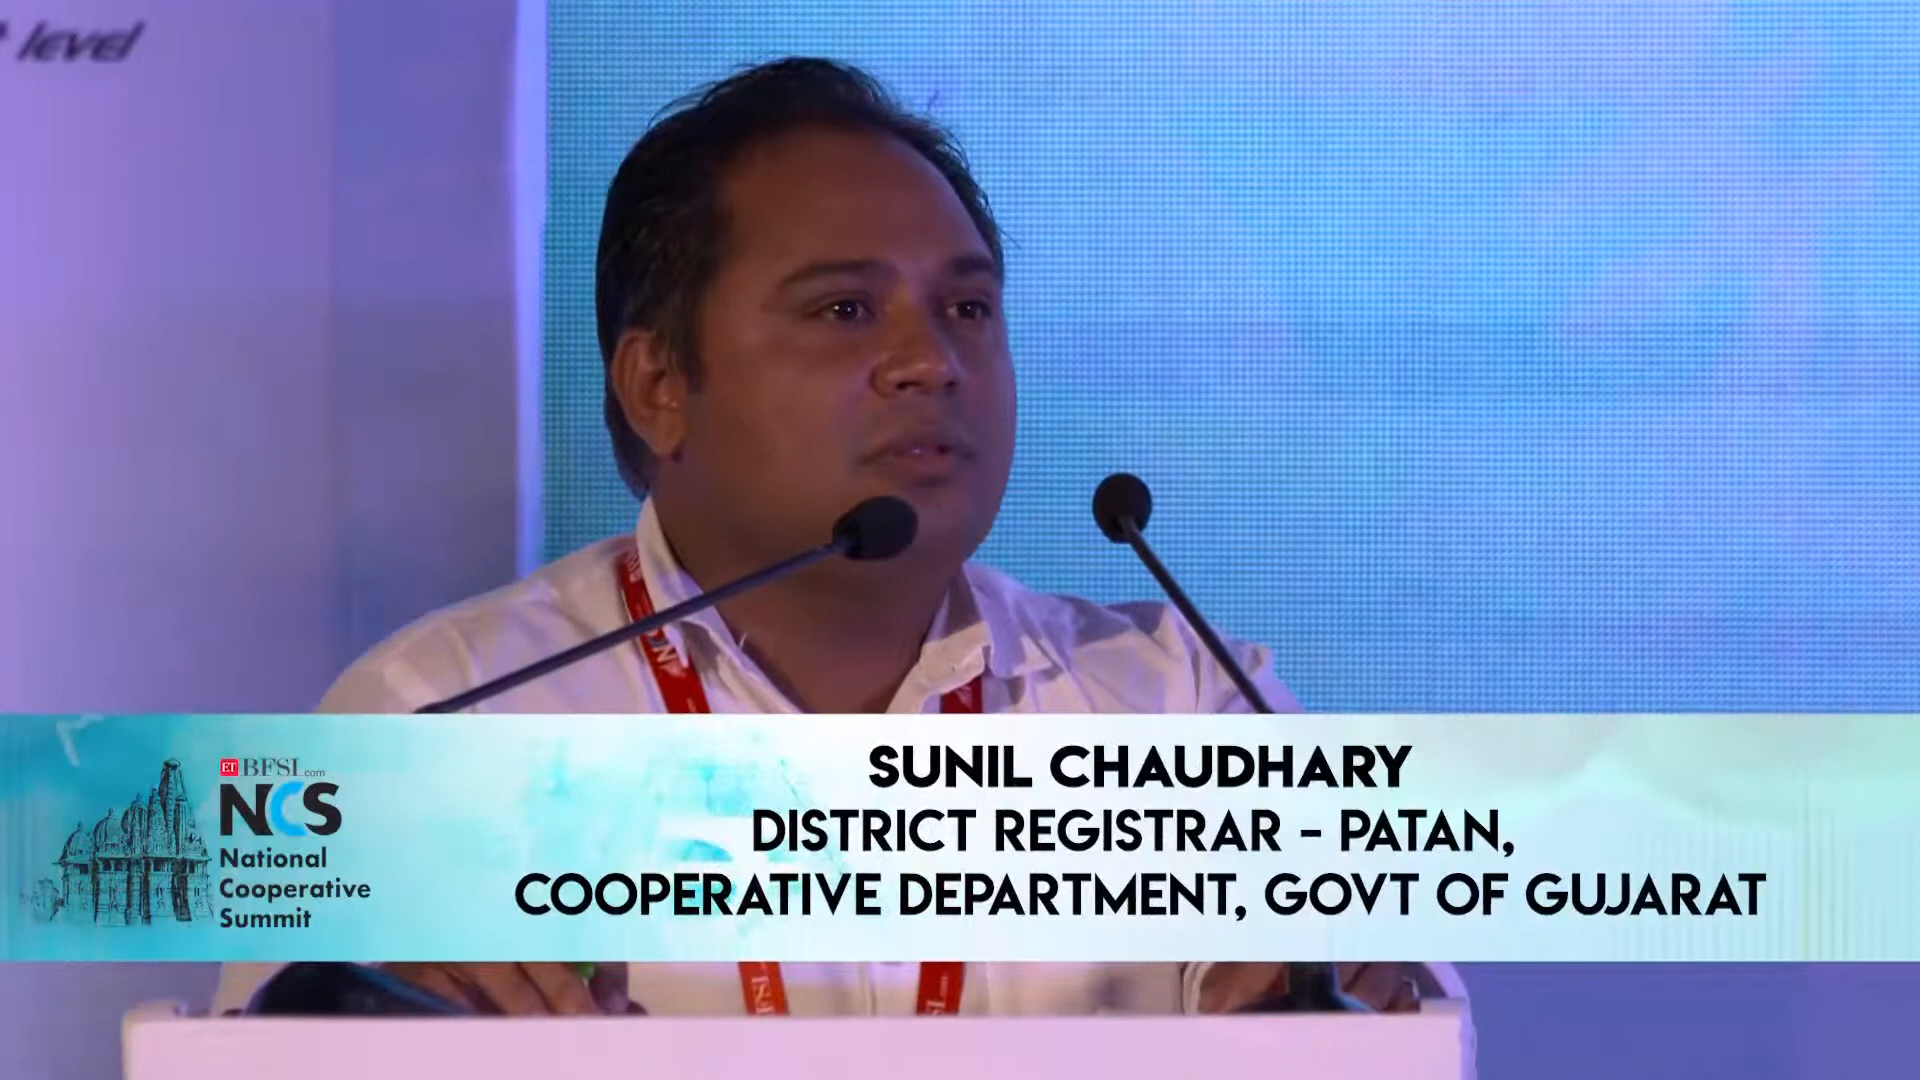 level
ET BFSI.com
NCS
National
Cooperative
Summit
SUNIL CHAUDHARY
DISTRICT REGISTRAR - PATAN,
COOPERATIVE DEPARTMENT, GOVT OF GUJARAT